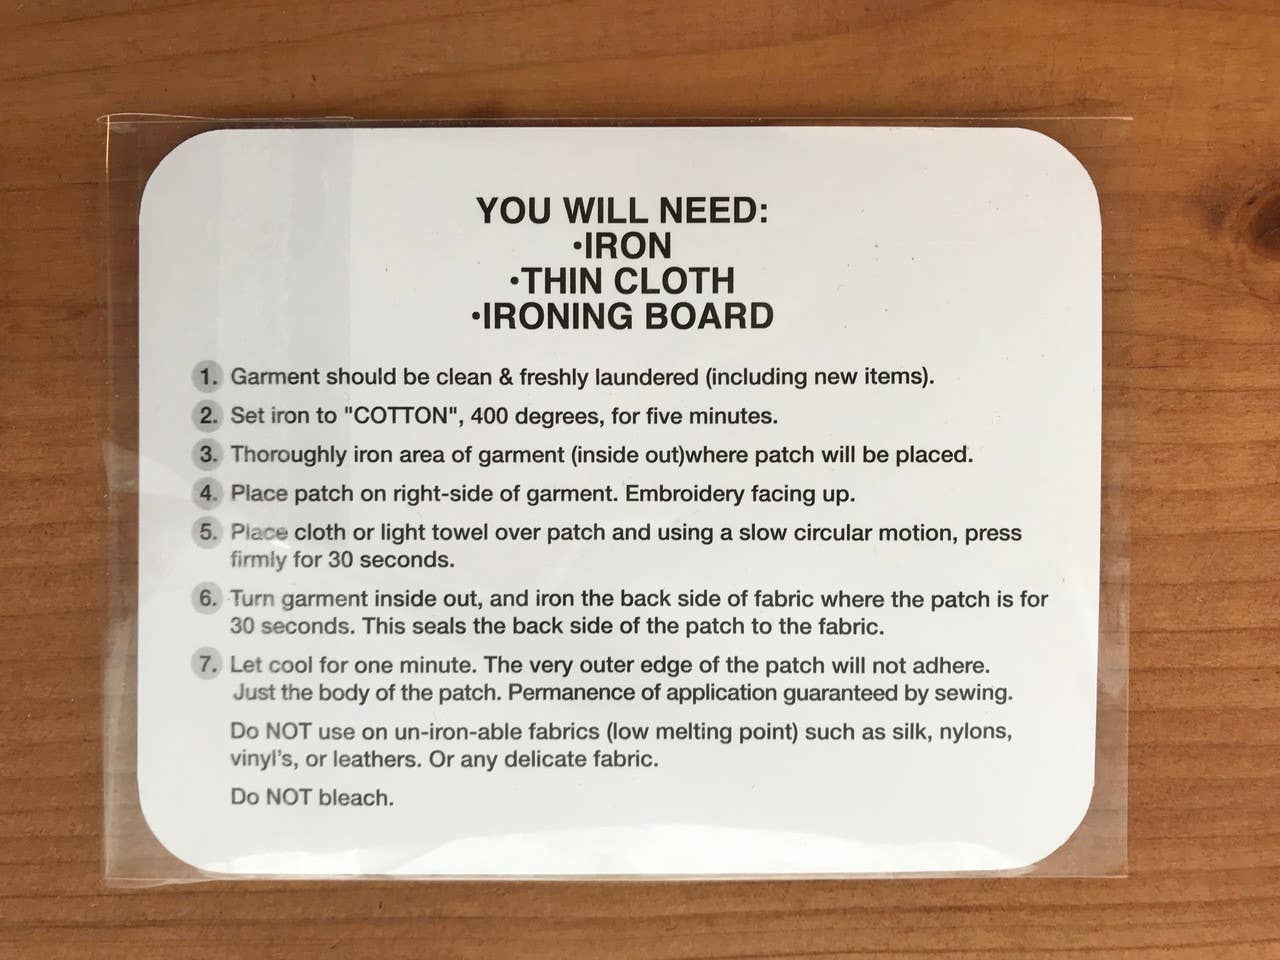 YOU WILL NEED:
•IRON
•THIN CLOTH
•IRONING BOARD
1. Garment should be clean & freshly laundered (including new items).
2. Set iron to "COTTON", 400 degrees, for five minutes.
3. Thoroughly iron area of garment (inside out)where patch will be placed.
4. Place patch on right-side of garment. Embroidery facing up.
5. Place cloth or light towel over patch and using a slow circular motion, press
firmly for 30 seconds.
6. Turn garment inside out, and iron the back side of fabric where the patch is for
30 seconds. This seals the back side of the patch to the fabric.
7. Let cool for one minute. The very outer edge of the patch will not adhere.
Just the body of the patch. Permanence of application guaranteed by sewing.
Do NOT use on un-iron-able fabrics (low melting point) such as silk, nylons,
vinyl's, or leathers. Or any delicate fabric.
Do NOT bleach.